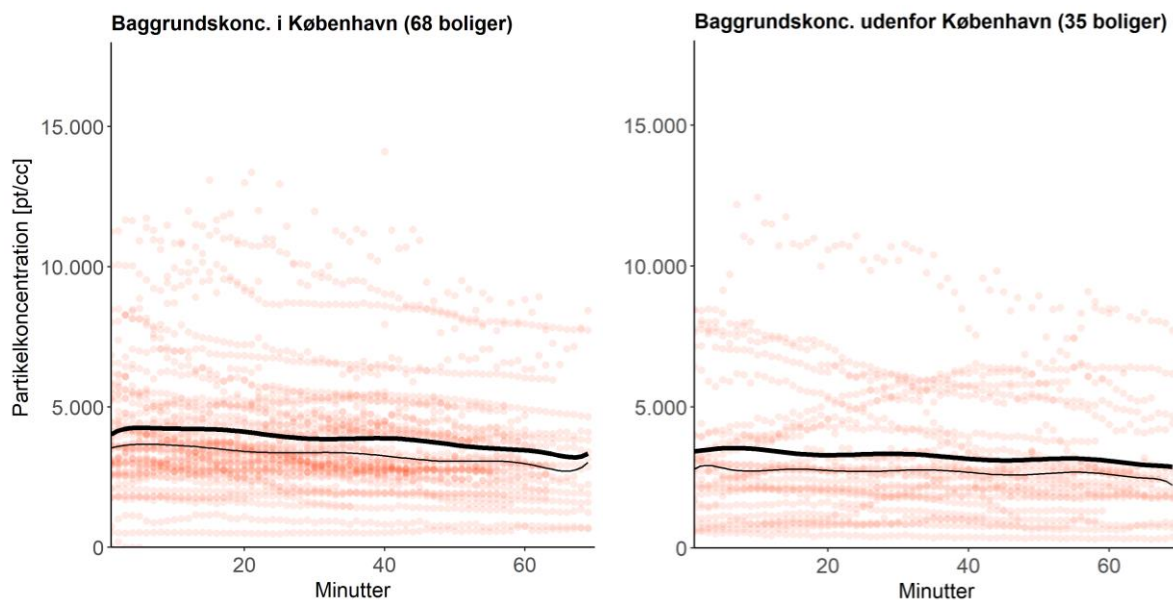 Baggrundskonc. i København (68 boliger)
Partikelkoncentration [pt/cc]
15.000
10.000
5.000
0
20
40
60
Minutter
Baggrundskonc. udenfor København (35 boliger)
15.000
10.000
5.000
0
20
40
60
Minutter